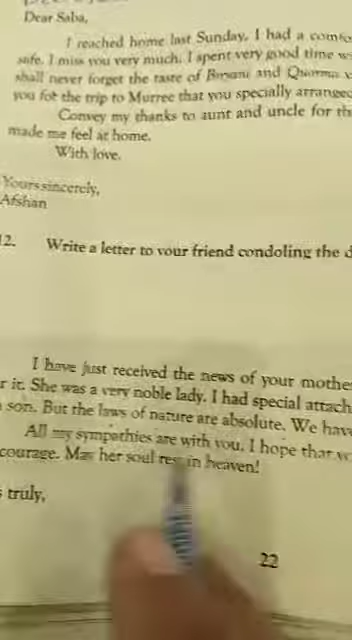 Dear Saba,
I reached home last Sunday. I had a comfo
safe. I miss you very much. I spent very good time w
shall never forget the taste of Biryani and Quorma
you for the trip to Murree that you specially arranged
Convey my thanks to aunt and uncle for th
made me feel at home.
With love.
Yours sincerely,
Afshan
12. Write a letter to your friend condoling the d
I have just received the news of your mothe
r it. She was a very noble lady. I had special attach
son. But the laws of nature are absolute. We hav
All my sympathies are with you. I hope that
courage. May her soul rest in heaven!
s truly,
22